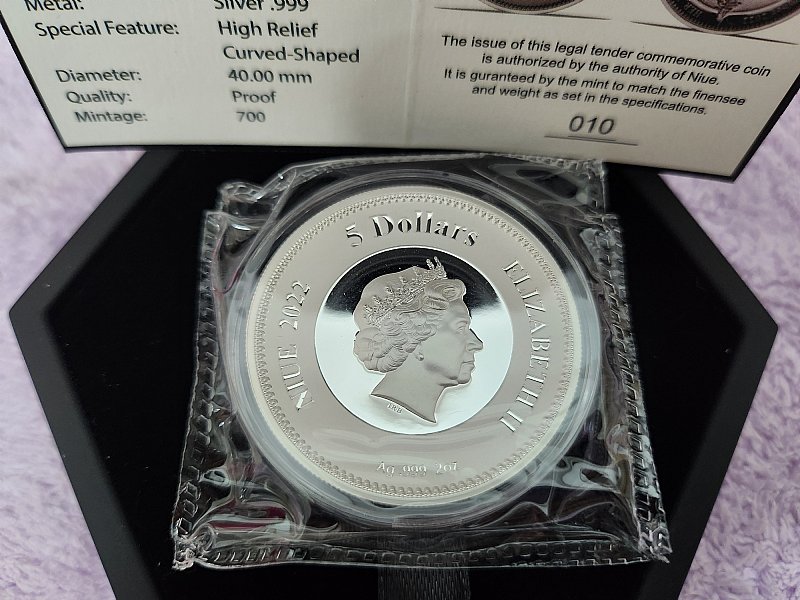 Metal: Silver .999
Special Feature: High Relief
Curved-Shaped
Diameter: 40.00 mm
Quality: Proof
Mintage: 700
The issue of this legal tender commemorative coin
is authorized by the authority of Niue.
It is guranteed by the mint to match the finensee
and weight as set in the specifications.
010
5 Dollars
NIUE 2022
ELIZABETH II
IRB
Ag 999 2oz